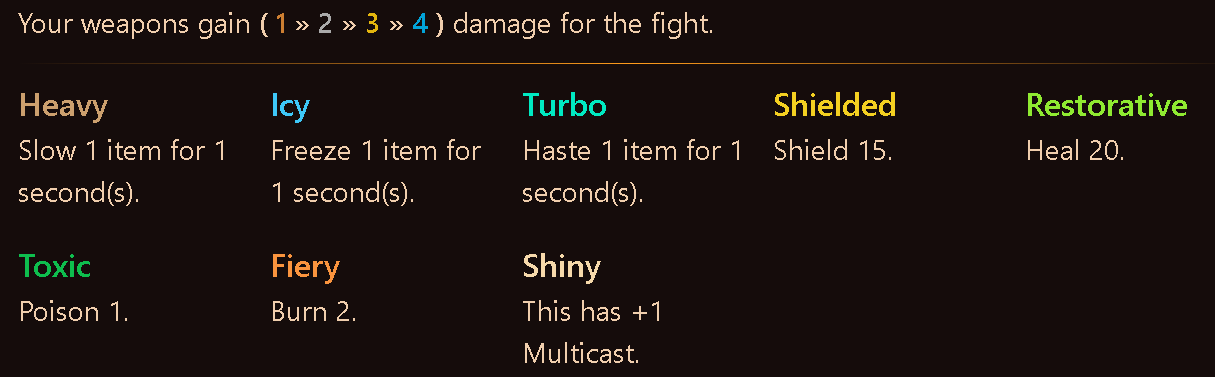 Your weapons gain ( 1 » 2 » 3 » 4 ) damage for the fight.
Heavy
Slow 1 item for 1
second(s).
Icy
Freeze 1 item for
1 second(s).
Turbo
Haste 1 item for 1
second(s).
Shielded
Shield 15.
Restorative
Heal 20.
Toxic
Poison 1.
Fiery
Burn 2.
Shiny
This has +1
Multicast.